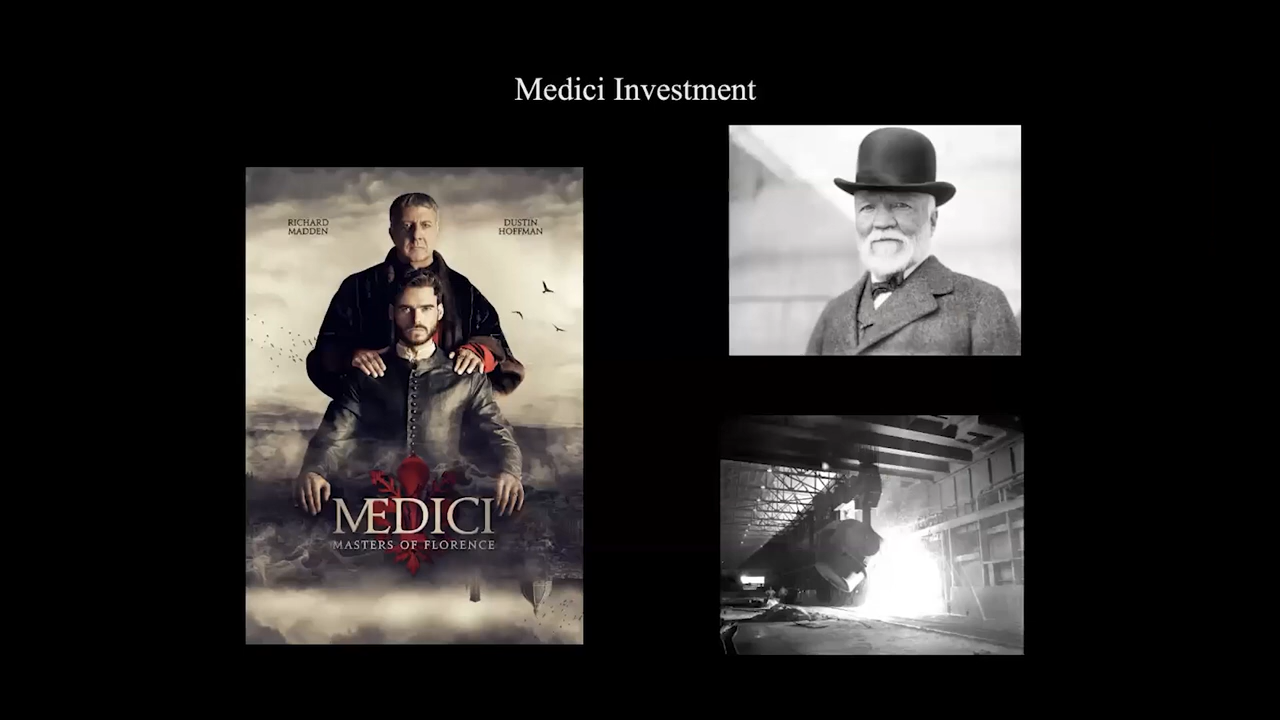 Medici Investment
RICHARD
MADDEN
DUSTIN
HOFFMAN
MEDICI
MASTERS OF FLORENCE